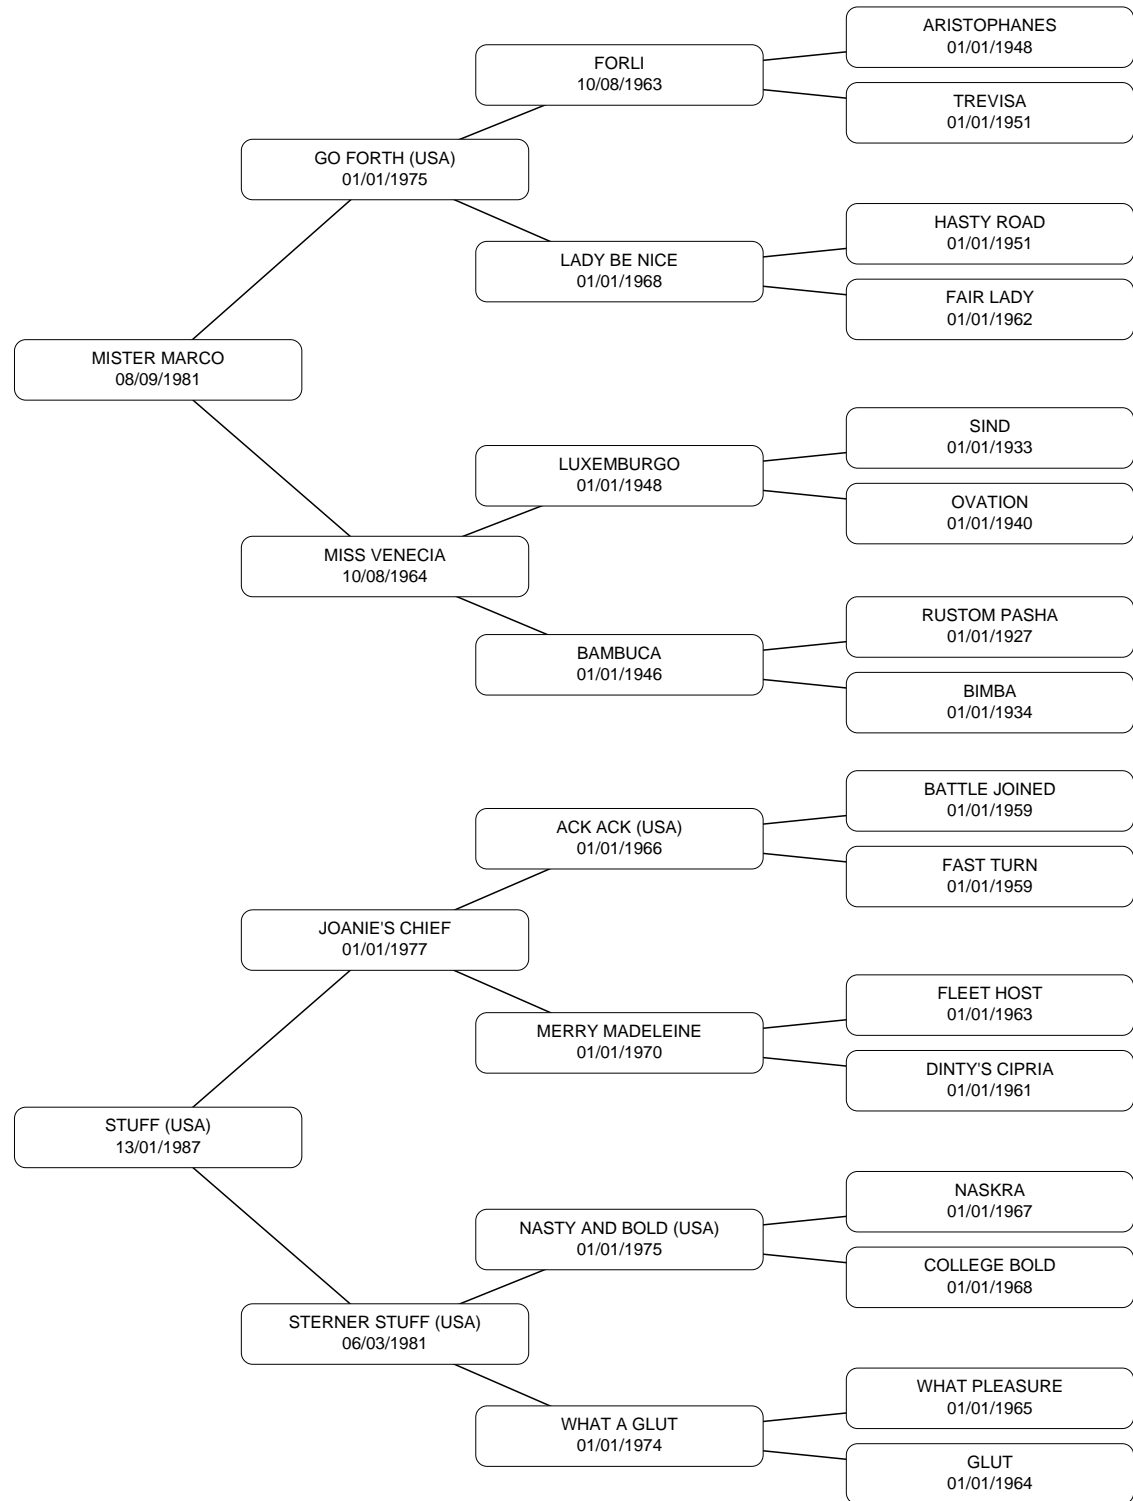 ARISTOPHANES
01/01/1948
FORLI
10/08/1963
TREVISA
01/01/1951
GO FORTH (USA)
01/01/1975
HASTY ROAD
01/01/1951
LADY BE NICE
01/01/1968
FAIR LADY
01/01/1962
MISTER MARCO
08/09/1981
SIND
01/01/1933
LUXEMBURGO
01/01/1948
OVATION
01/01/1940
MISS VENECIA
10/08/1964
RUSTOM PASHA
01/01/1927
BAMBUCA
01/01/1946
BIMBA
01/01/1934
BATTLE JOINED
01/01/1959
ACK ACK (USA)
01/01/1966
FAST TURN
01/01/1959
JOANIE'S CHIEF
01/01/1977
FLEET HOST
01/01/1963
MERRY MADELEINE
01/01/1970
DINTY'S CIPRIA
01/01/1961
STUFF (USA)
13/01/1987
NASKRA
01/01/1967
NASTY AND BOLD (USA)
01/01/1975
COLLEGE BOLD
01/01/1968
STERNER STUFF (USA)
06/03/1981
WHAT PLEASURE
01/01/1965
WHAT A GLUT
01/01/1974
GLUT
01/01/1964